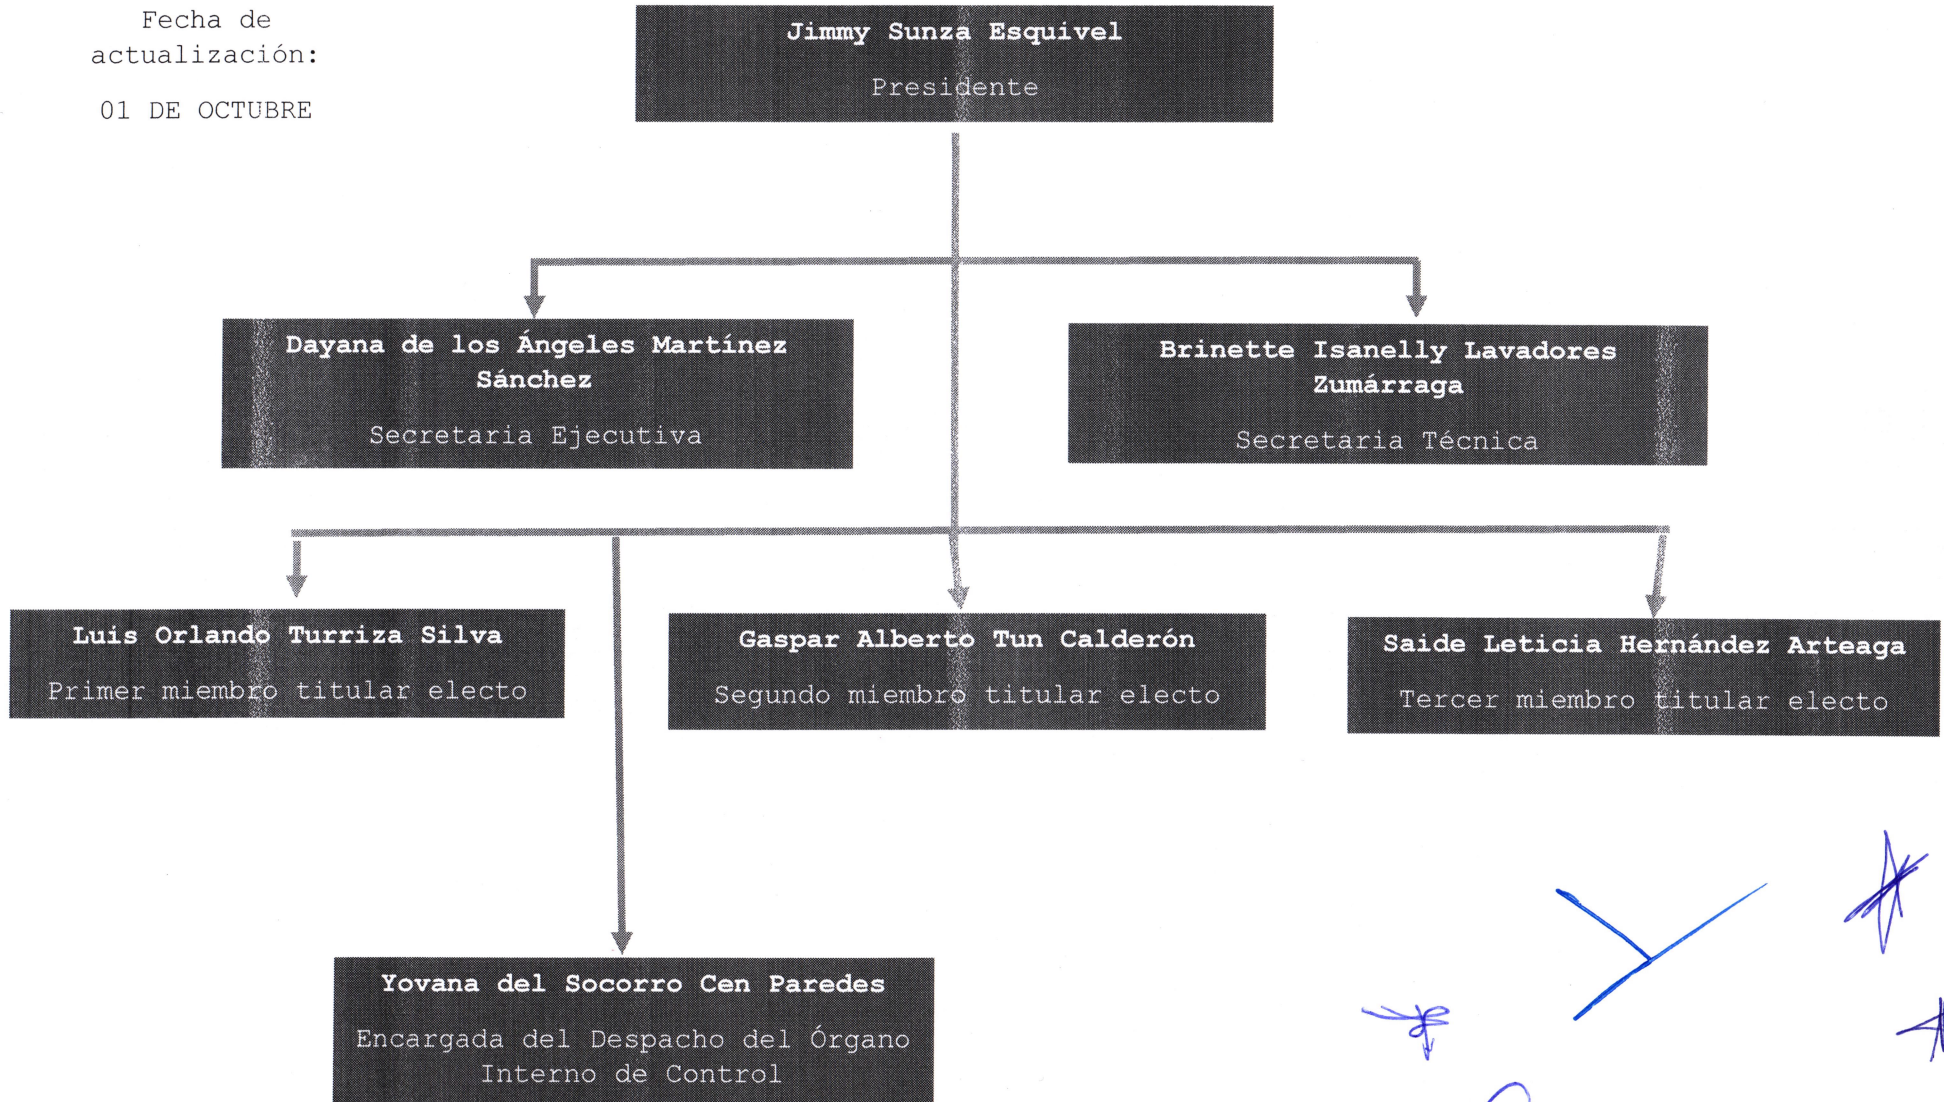 Fecha de
actualización:
01 DE OCTUBRE
Jimmy Sunza Esquivel
Presidente
Dayana de los Ángeles Martínez
Sánchez
Secretaria Ejecutiva
Brinette Isanelly Lavadores
Zumárraga
Secretaria Técnica
Luis Orlando Turriza Silva
Primer miembro titular electo
Gaspar Alberto Tun Calderón
Segundo miembro titular electo
Saide Leticia Hernández Arteaga
Tercer miembro titular electo
Yovana del Socorro Cen Paredes
Encargada del Despacho del Órgano
Interno de Control